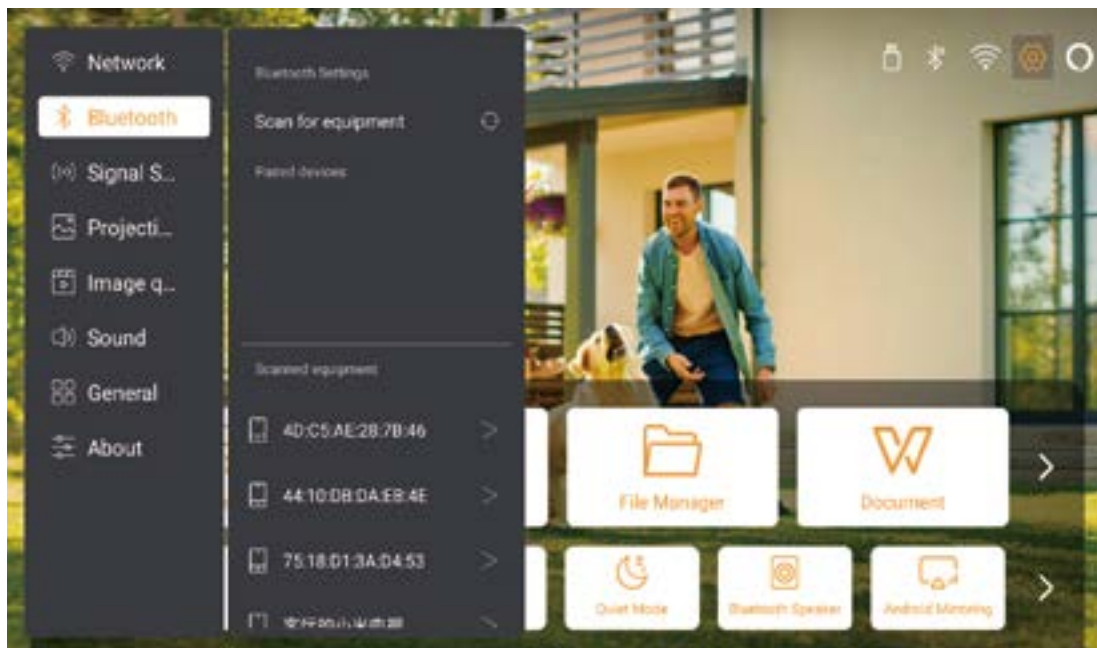 Network
Bluetooth
Signal S...
Projecti...
Image q...
Sound
General
About
Bluetooth Settings
Scan for equipment
Paired devices
Scanned equipment
4D:C5:AE:28:7B:46
44:10:DB:DA:EB:4E
75:18:D1:3A:D4:53
File Manager
Document
Quiet Mode
Bluetooth Speaker
Android Mirroring